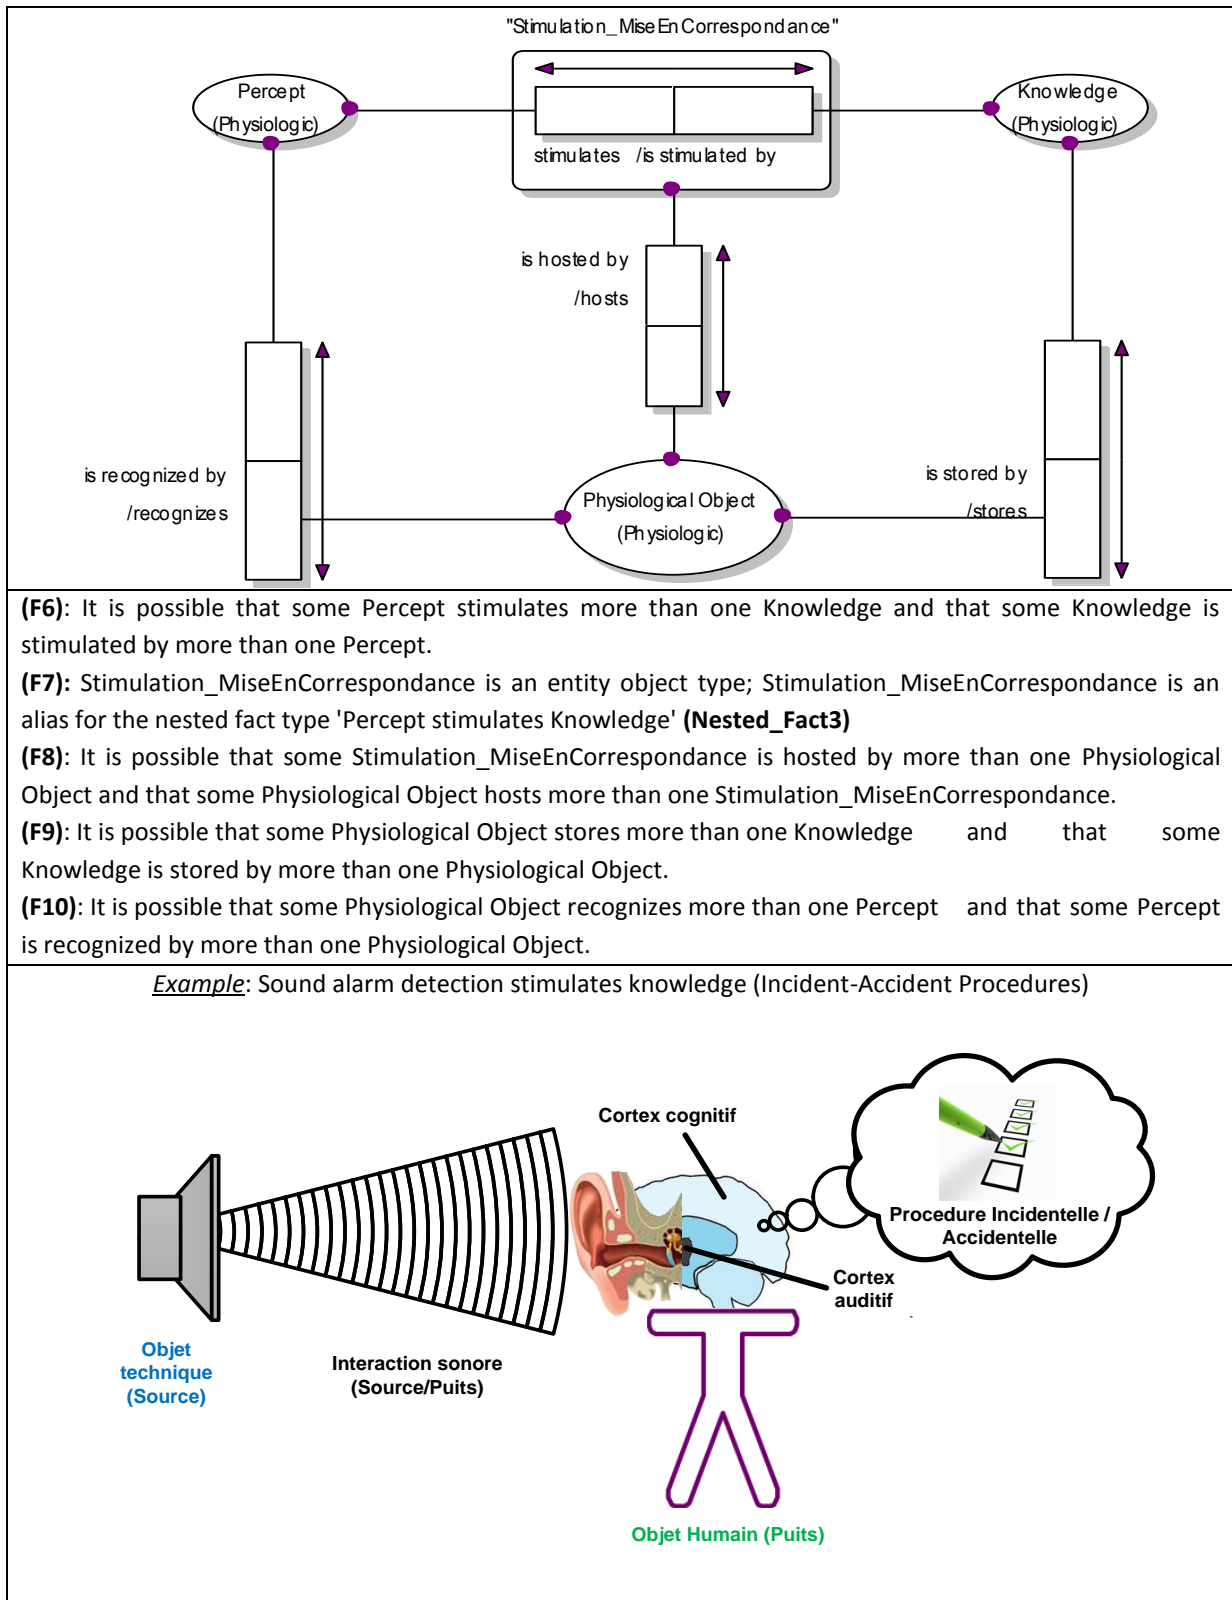 "Stimulation_MiseEnCorrespondance"
Percept
(Physiologic)
Knowledge
(Physiologic)
stimulates /is stimulated by
is hosted by
/hosts
is recognized by
/recognizes
Physiological Object
(Physiologic)
is stored by
/stores
(F6): It is possible that some Percept stimulates more than one Knowledge and that some Knowledge is
stimulated by more than one Percept.
(F7): Stimulation_MiseEnCorrespondance is an entity object type; Stimulation_MiseEnCorrespondance is an
alias for the nested fact type 'Percept stimulates Knowledge' (Nested_Fact3)
(F8): It is possible that some Stimulation_MiseEnCorrespondance is hosted by more than one Physiological
Object and that some Physiological Object hosts more than one Stimulation_MiseEnCorrespondance.
(F9): It is possible that some Physiological Object stores more than one Knowledge and that some
Knowledge is stored by more than one Physiological Object.
(F10): It is possible that some Physiological Object recognizes more than one Percept and that some Percept
is recognized by more than one Physiological Object.
Example: Sound alarm detection stimulates knowledge (Incident-Accident Procedures)
Cortex cognitif
Procedure Incidentelle /
Accidentelle
Cortex
auditif
Objet
technique
(Source)
Interaction sonore
(Source/Puits)
Objet Humain (Puits)